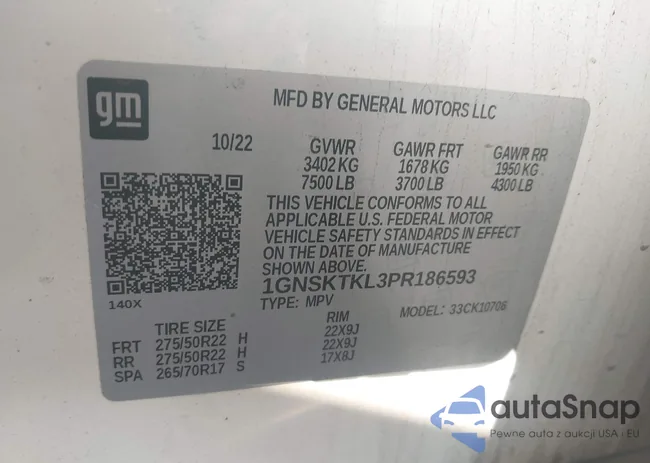 gm
MFD BY GENERAL MOTORS LLC
10/22 GVWR GAWR FRT GAWR RR
3402 KG 1678 KG 1950 KG
7500 LB 3700 LB 4300 LB
THIS VEHICLE CONFORMS TO ALL
APPLICABLE U.S. FEDERAL MOTOR
VEHICLE SAFETY STANDARDS IN EFFECT
ON THE DATE OF MANUFACTURE
SHOWN ABOVE.
1GNSKTKL3PR186593
140X
TYPE: MPV MODEL: 33CK10706
TIRE SIZE RIM
FRT 275/50R22 H 22X9J
RR 275/50R22 H 22X9J
SPA 265/70R17 S 17X8J
autaSnap
Pewne auta z aukcji USA i EU